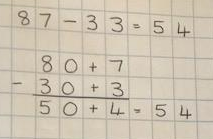 87 - 33 = 54
80 + 7
- 30 + 3
50 + 4 = 54